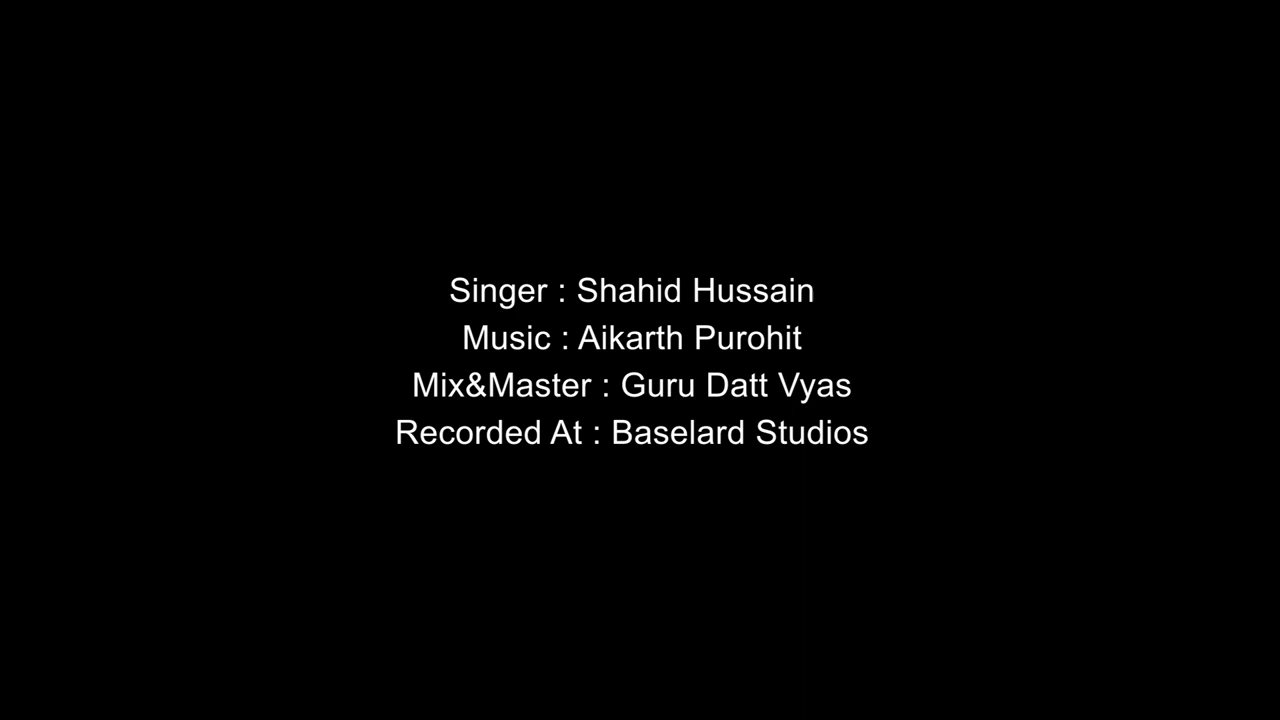 Singer : Shahid Hussain
Music : Aikarth Purohit
Mix&Master : Guru Datt Vyas
Recorded At : Baselard Studios